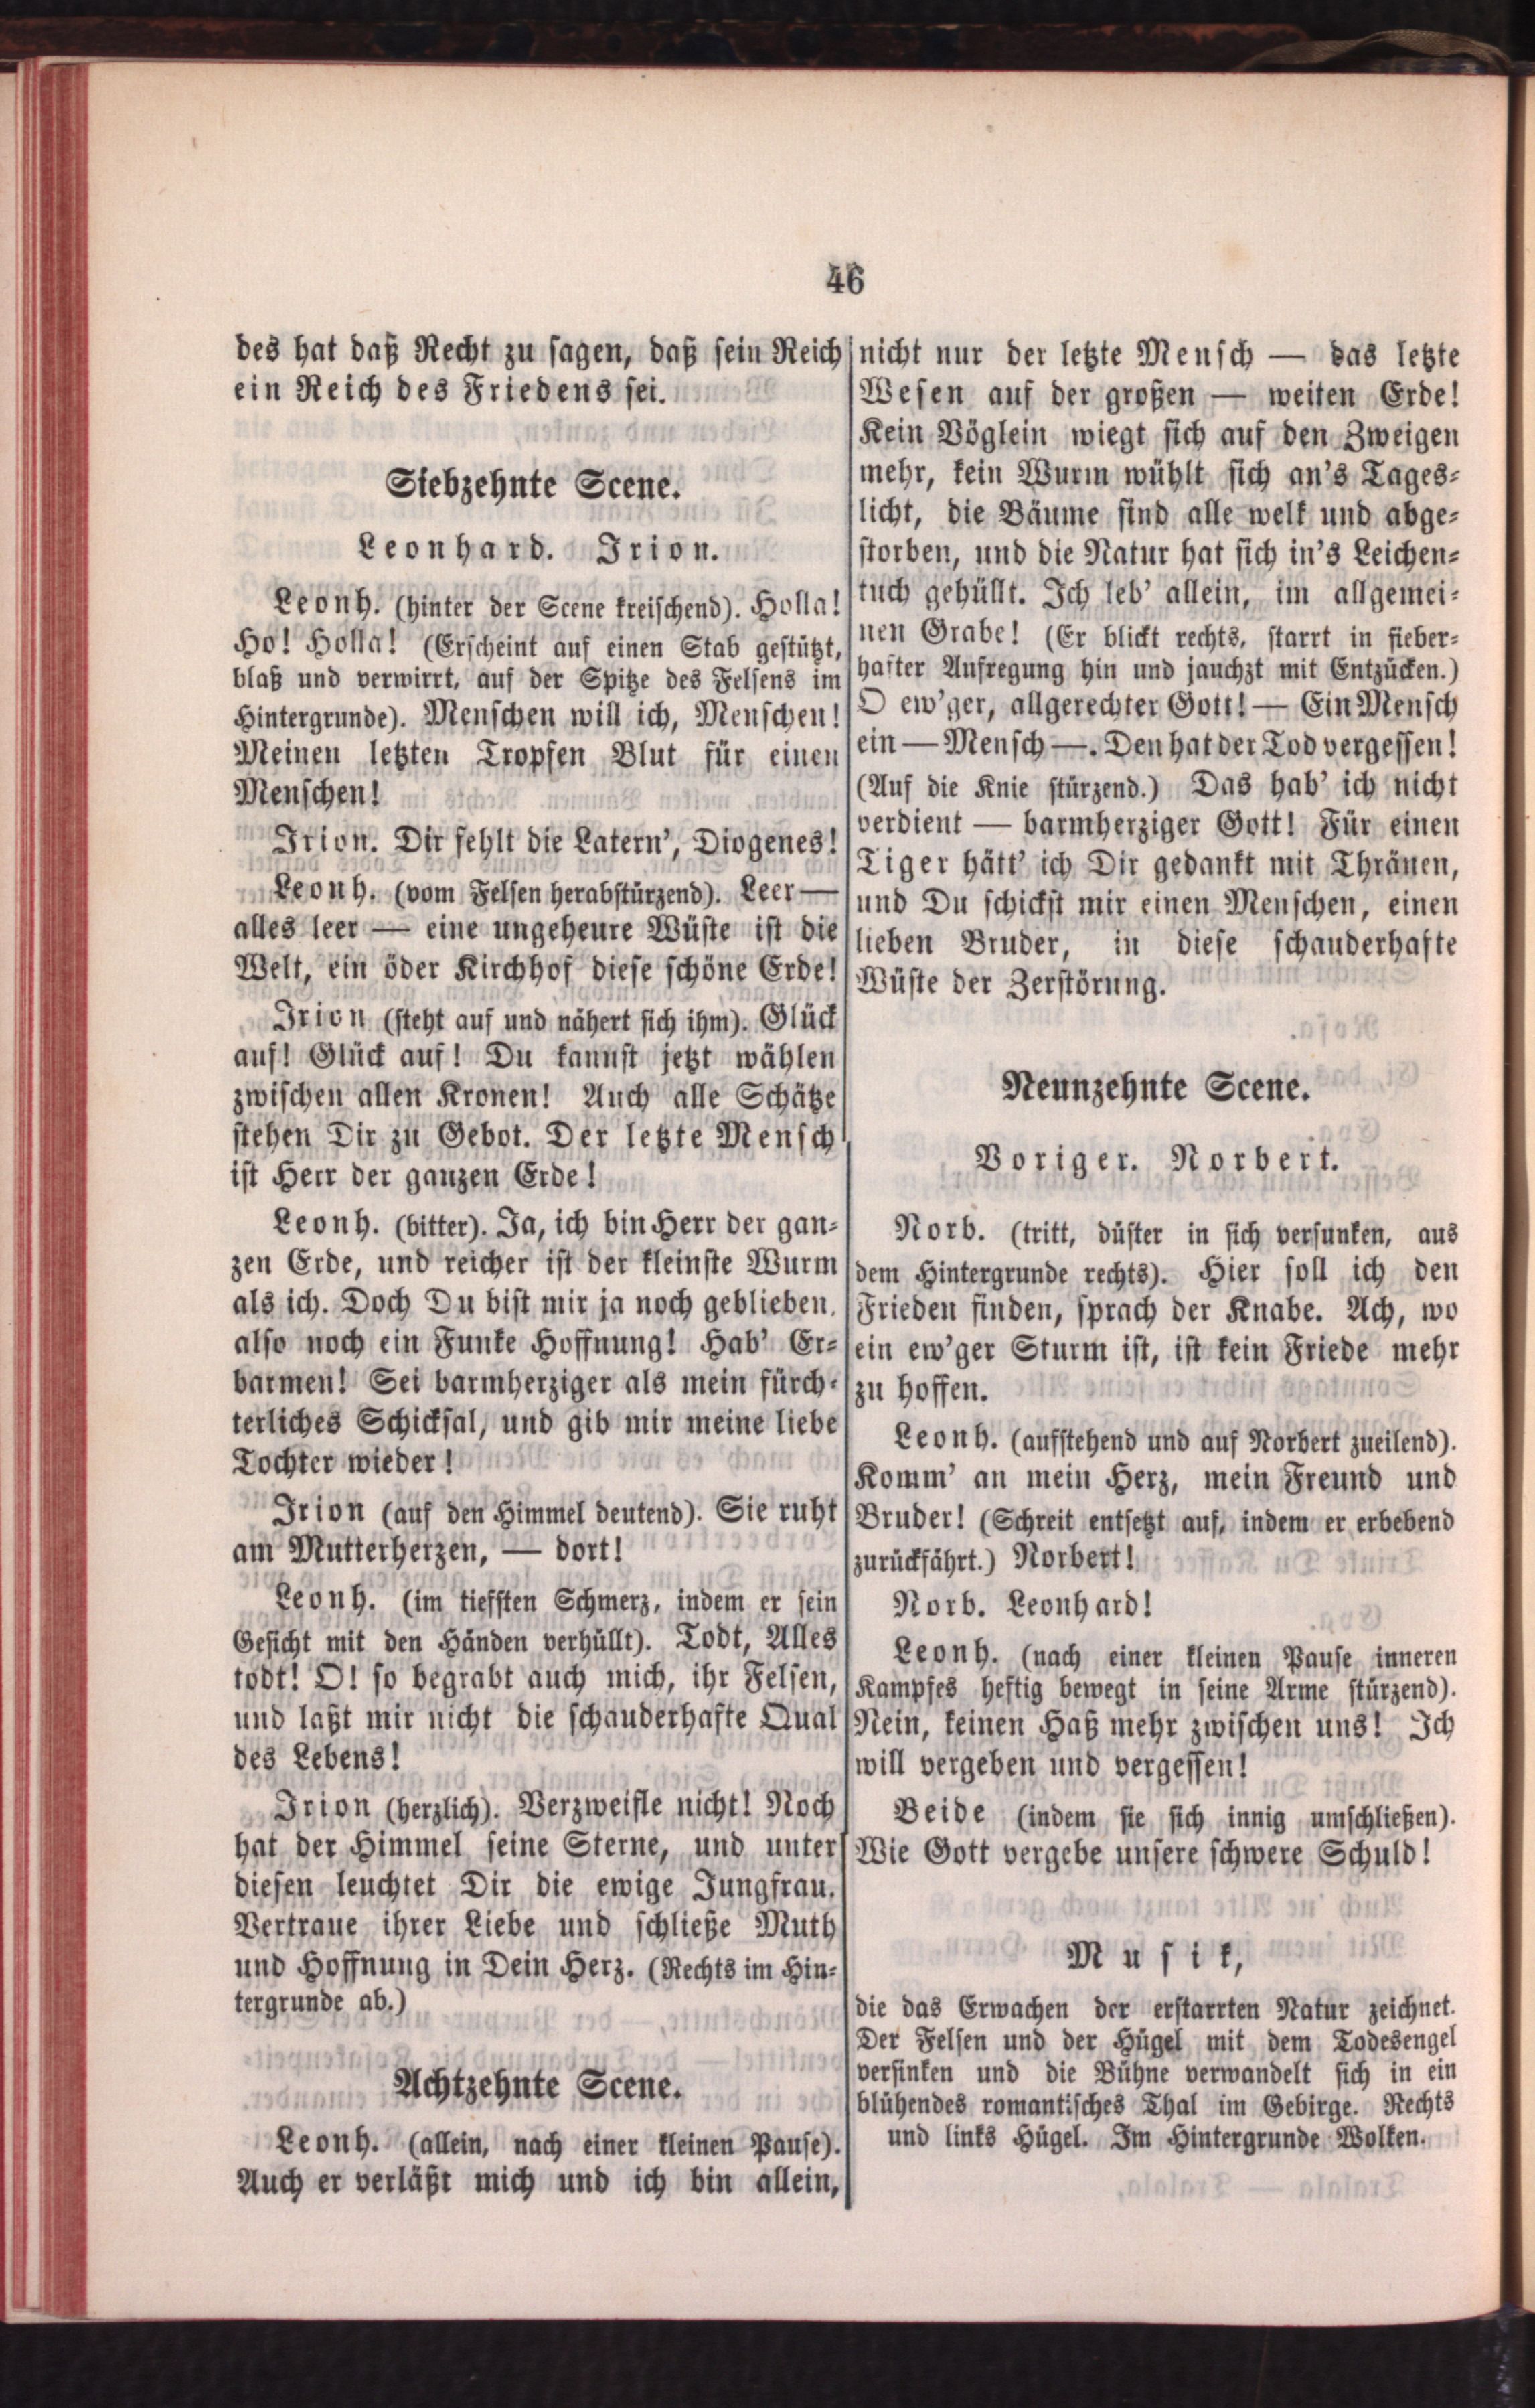 46
des hat daß Recht zu sagen, daß sein Reich
ein Reich des Friedens sei.
Siebzehnte Scene.
Leonhard. Irion.
Leonh. (hinter der Scene kreischend). Holla!
Ho! Holla! (Erscheint auf einen Stab gestützt,
blaß und verwirrt, auf der Spitze des Felsens im
Hintergrunde). Menschen will ich, Menschen!
Meinen letzten Tropfen Blut für einen
Menschen!
Irion. Dir fehlt die Latern', Diogenes!
Leonh. (vom Felsen herabstürzend). Leer —
alles leer — eine ungeheure Wüste ist die
Welt, ein öder Kirchhof diese schöne Erde!
Irion (steht auf und nähert sich ihm). Glück
auf! Glück auf! Du kannst jetzt wählen
zwischen allen Kronen! Auch alle Schätze
stehen Dir zu Gebot. Der letzte Mensch
ist Herr der ganzen Erde!
Leonh. (bitter). Ja, ich bin Herr der gan-
zen Erde, und reicher ist der kleinste Wurm
als ich. Doch Du bist mir ja noch geblieben,
also noch ein Funke Hoffnung! Hab' Er-
barmen! Sei barmherziger als mein fürch-
terliches Schicksal, und gib mir meine liebe
Tochter wieder!
Irion (auf den Himmel deutend). Sie ruht
am Mutterherzen, — dort!
Leonh. (im tiefsten Schmerz, indem er sein
Gesicht mit den Händen verhüllt). Todt, Alles
todt! O! so begrabt auch mich, ihr Felsen,
und laßt mir nicht die schauderhafte Qual
des Lebens!
Irion (herzlich). Verzweifle nicht! Noch
hat der Himmel seine Sterne, und unter
diesen leuchtet Dir die ewige Jungfrau.
Vertraue ihrer Liebe und schließe Muth
und Hoffnung in Dein Herz. (Rechts im Hin-
tergrunde ab.)
Achtzehnte Scene.
Leonh. (allein, nach einer kleinen Pause).
Auch er verläßt mich und ich bin allein,
nicht nur der letzte Mensch — das letzte
Wesen auf der großen — weiten Erde!
Kein Vöglein wiegt sich auf den Zweigen
mehr, kein Wurm wühlt sich an's Tages-
licht, die Bäume sind alle welk und abge-
storben, und die Natur hat sich in's Leichen-
tuch gehüllt. Ich leb' allein, im allgemei-
nen Grabe! (Er blickt rechts, starrt in fieber-
hafter Aufregung hin und jauchzt mit Entzücken.)
O ew'ger, allgerechter Gott! — Ein Mensch
ein — Mensch —. Den hat der Tod vergessen!
(Auf die Knie stürzend.) Das hab' ich nicht
verdient — barmherziger Gott! Für einen
Tiger hätt' ich Dir gedankt mit Thränen,
und Du schickst mir einen Menschen, einen
lieben Bruder, in diese schauderhafte
Wüste der Zerstörung.
Neunzehnte Scene.
Voriger. Norbert.
Norb. (tritt, düster in sich versunken, aus
dem Hintergrunde rechts). Hier soll ich den
Frieden finden, sprach der Knabe. Ach, wo
ein ew'ger Sturm ist, ist kein Friede mehr
zu hoffen.
Leonh. (aufstehend und auf Norbert zueilend).
Komm' an mein Herz, mein Freund und
Bruder! (Schreit entsetzt auf, indem er erbebend
zurückfährt.) Norbert!
Norb. Leonhard!
Leonh. (nach einer kleinen Pause inneren
Kampfes heftig bewegt in seine Arme stürzend).
Nein, keinen Haß mehr zwischen uns! Ich
will vergeben und vergessen!
Beide (indem sie sich innig umschließen).
Wie Gott vergebe unsere schwere Schuld!
Musik,
die das Erwachen der erstarrten Natur zeichnet.
Der Felsen und der Hügel mit dem Todesengel
versinken und die Bühne verwandelt sich in ein
blühendes romantisches Thal im Gebirge. Rechts
und links Hügel. Im Hintergrunde Wolken.